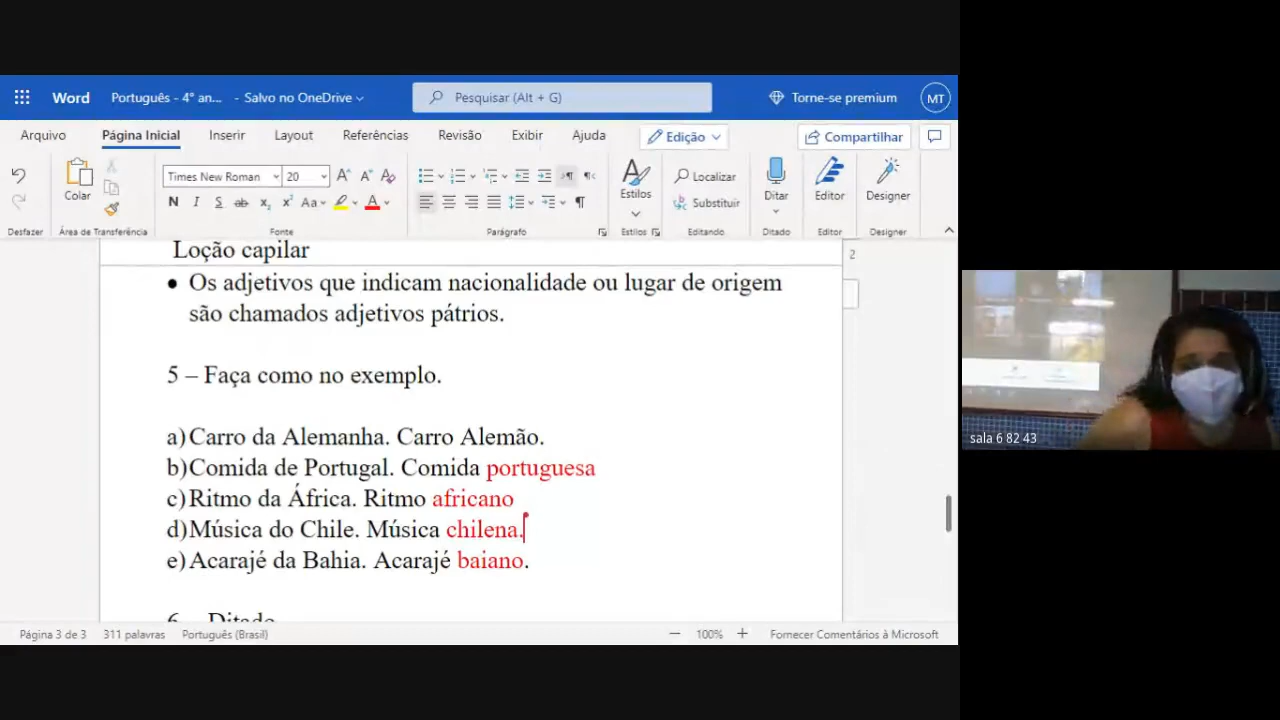 Word
Português - 4° an... - Salvo no OneDrive
Pesquisar (Alt + G)
Torne-se premium
MT
Arquivo
Página Inicial
Inserir
Layout
Referências
Revisão
Exibir
Ajuda
Edição
Compartilhar
Colar
Times New Roman
20
Estilos
Localizar
Substituir
Ditar
Editor
Designer
Desfazer
Área de Transferência
Fonte
Parágrafo
Estilos
Editando
Ditado
Editor
Designer
Loção capilar
2
• Os adjetivos que indicam nacionalidade ou lugar de origem
são chamados adjetivos pátrios.
5 – Faça como no exemplo.
a) Carro da Alemanha. Carro Alemão.
b) Comida de Portugal. Comida portuguesa
c) Ritmo da África. Ritmo africano
d) Música do Chile. Música chilena.
e) Acarajé da Bahia. Acarajé baiano.
6 – Ditado
sala 6 82 43
Página 3 de 3
311 palavras
Português (Brasil)
100%
Fornecer Comentários à Microsoft